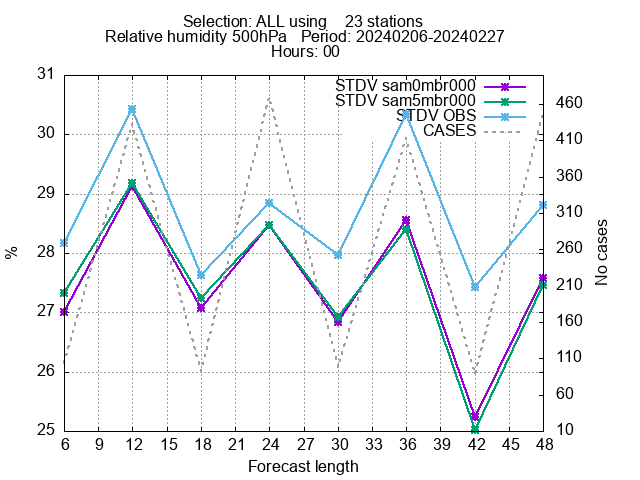 Selection: ALL using 23 stations
Relative humidity 500hPa Period: 20240206-20240227
Hours: 00
STDV sam0mbr000
STDV sam5mbr000
STDV OBS
CASES
31
30
29
28
27
26
25
%
460
410
360
310
260
210
160
110
60
10
No cases
6 9 12 15 18 21 24 27 30 33 36 39 42 45 48
Forecast length